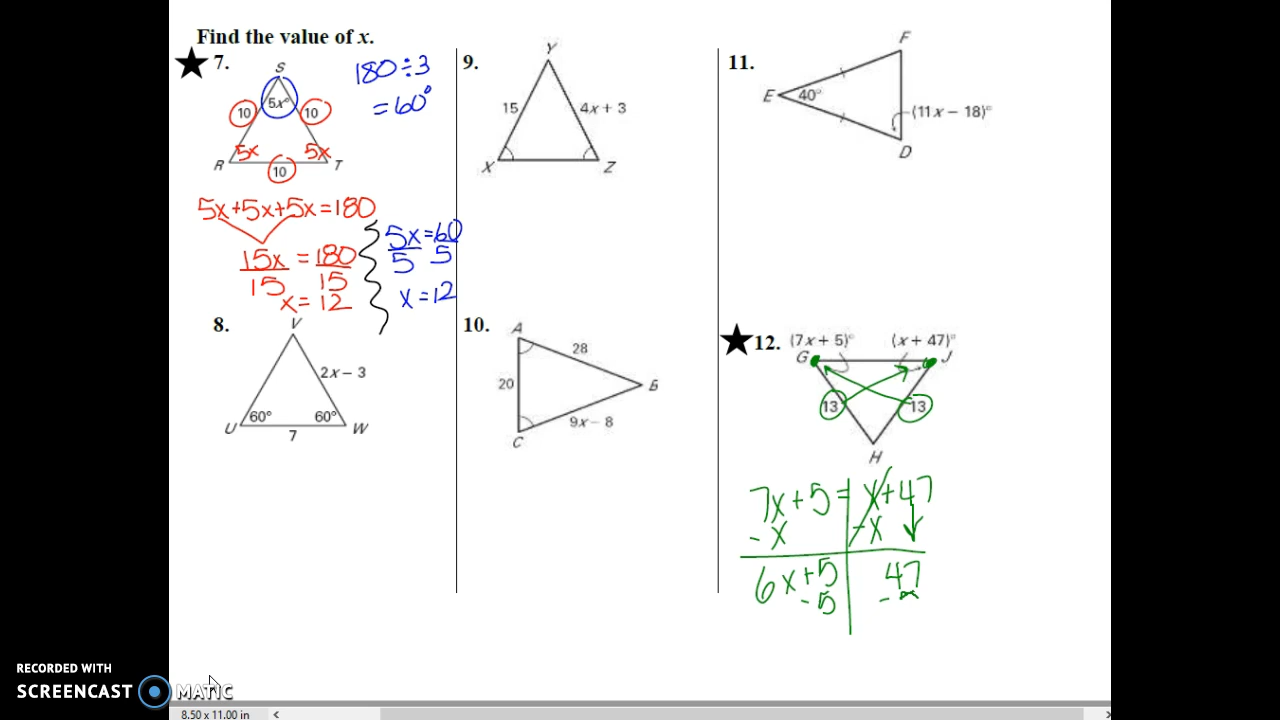 Find the value of x.
7.
S
5x°
10
10
5x
5x
R
10
T
180 ÷ 3
= 60°
5x+5x+5x=180
15x = 180
15 15
x = 12
5x = 60
5 5
x = 12
8.
V
2x − 3
60°
60°
U
7
W
9.
Y
15
4x + 3
X
Z
10.
A
28
20
B
9x − 8
C
11.
F
E
40°
(11x − 18)°
D
12.
(7x + 5)°
(x + 47)°
G
J
13
13
H
7x + 5 = x + 47
- x - x
6x + 5 47
- 5 -
RECORDED WITH
SCREENCAST MATIC
8.50 x 11.00 in